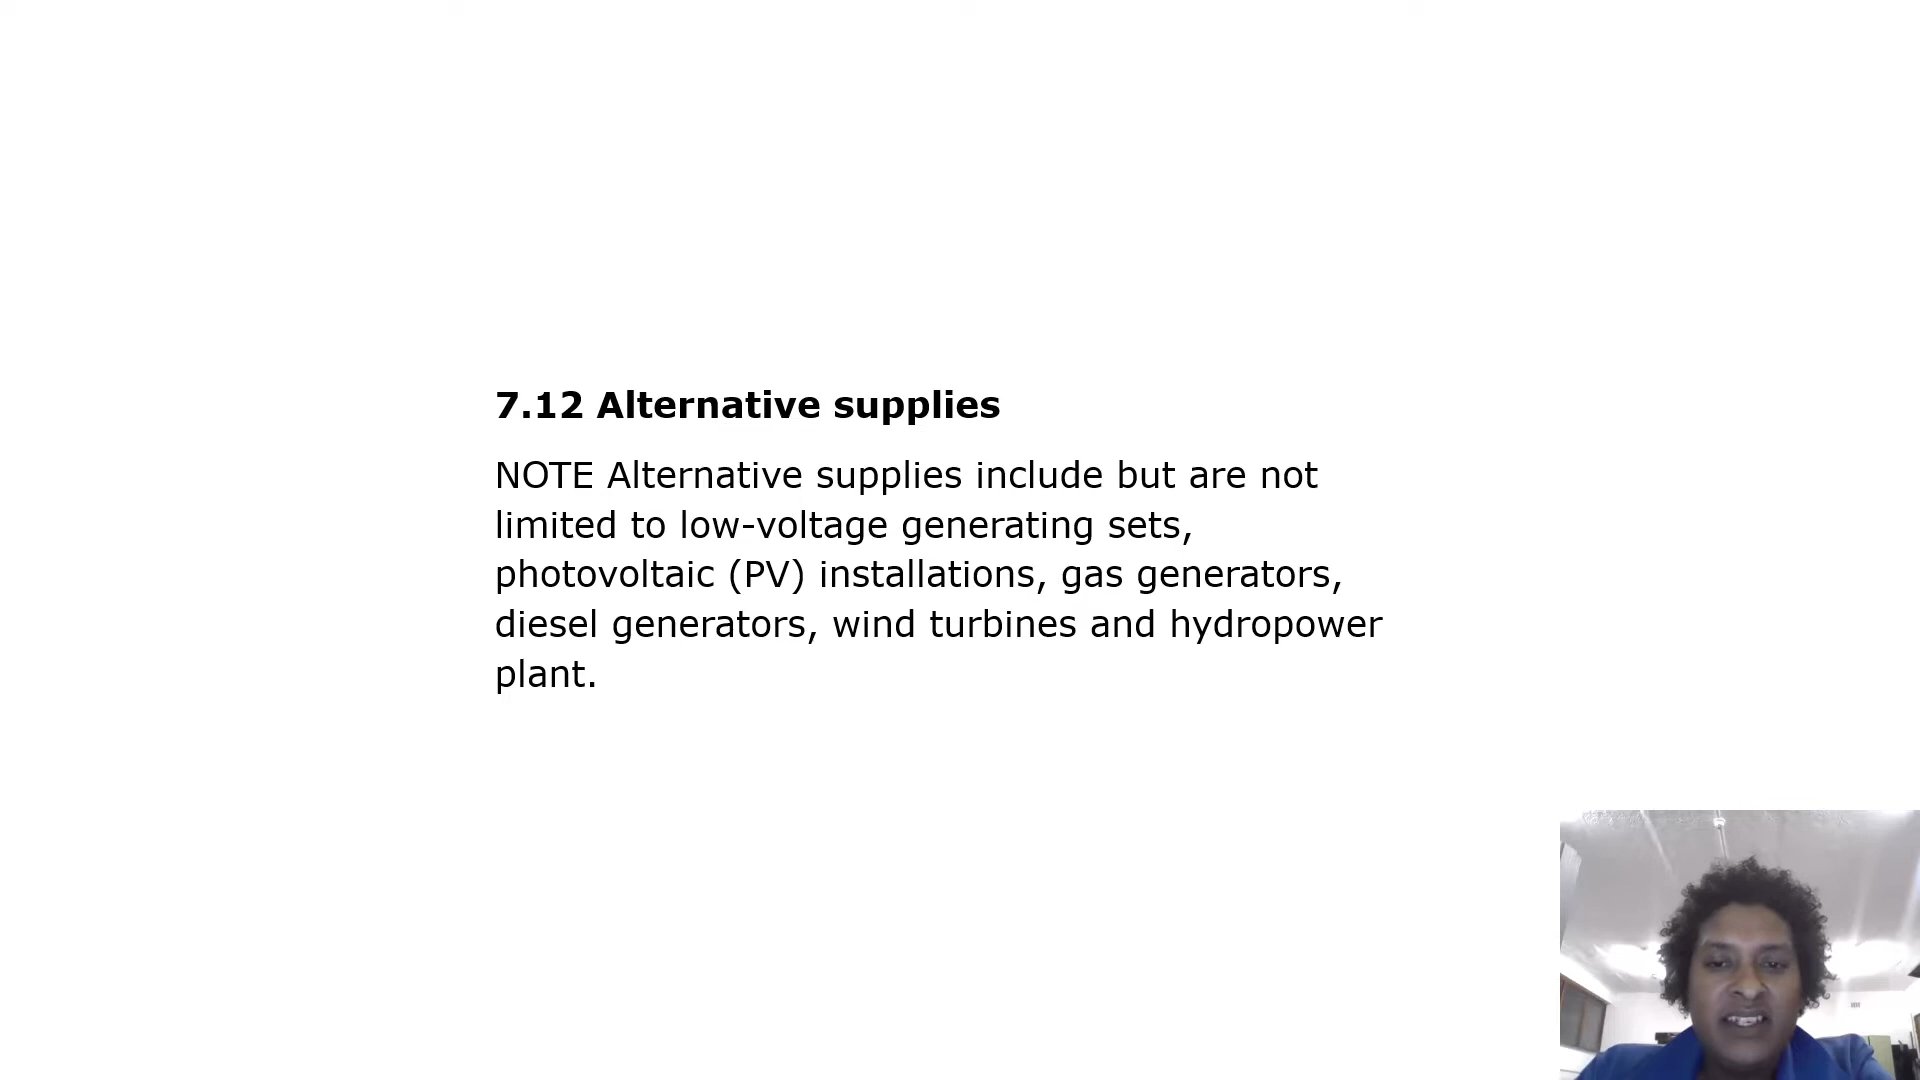 7.12 Alternative supplies
NOTE Alternative supplies include but are not
limited to low-voltage generating sets,
photovoltaic (PV) installations, gas generators,
diesel generators, wind turbines and hydropower
plant.